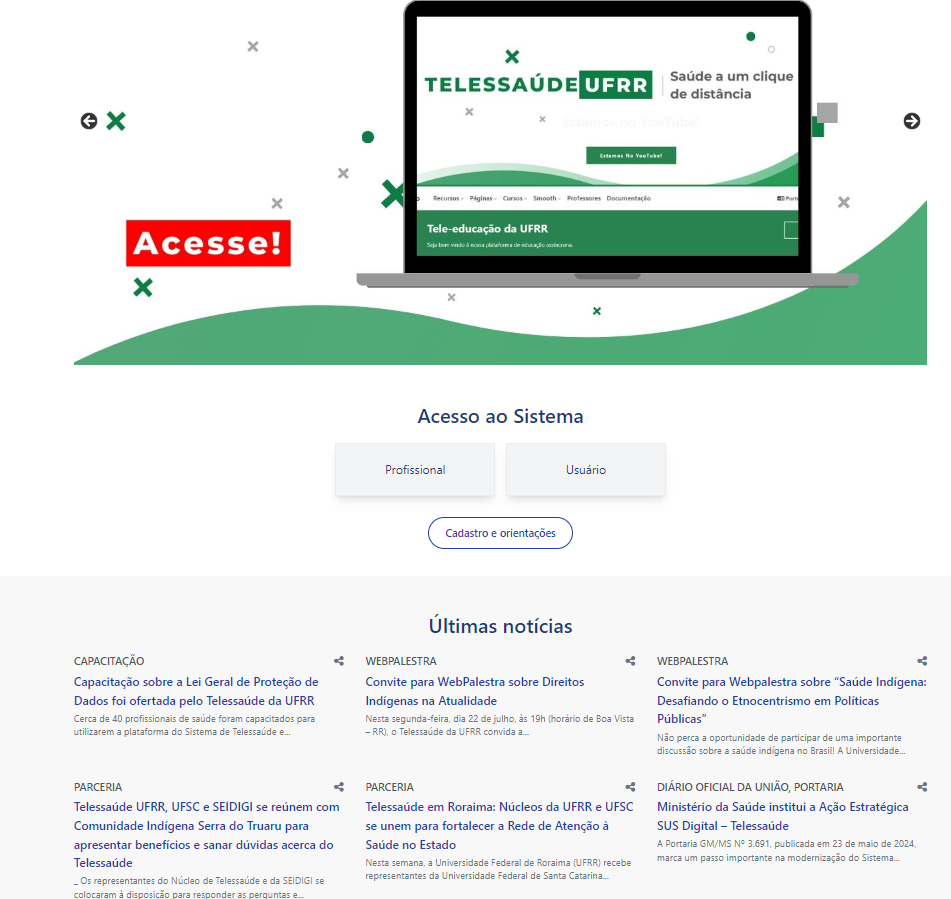 TELESSAÚDE UFRR
Saúde a um clique
de distância
Estamos no YouTube!
Estamos No YouTube!
Recursos Páginas Cursos Smooth Professores Documentação
Tele-educação da UFRR
Seja bem vindo à nossa plataforma de educação assíncrona.
Acesse!
Acesso ao Sistema
Profissional
Usuário
Cadastro e orientações
Últimas notícias
CAPACITAÇÃO
Capacitação sobre a Lei Geral de Proteção de
Dados foi ofertada pelo Telessaúde da UFRR
Cerca de 40 profissionais de saúde foram capacitados para
utilizarem a plataforma do Sistema de Telessaúde e...
WEBPALESTRA
Convite para WebPalestra sobre Direitos
Indígenas na Atualidade
Nesta segunda-feira, dia 22 de julho, às 19h (horário de Boa Vista
– RR), o Telessaúde da UFRR convida a...
WEBPALESTRA
Convite para Webpalestra sobre “Saúde Indígena:
Desafiando o Etnocentrismo em Políticas
Públicas”
Não perca a oportunidade de participar de uma importante
discussão sobre a saúde indígena no Brasil! A Universidade...
PARCERIA
Telessaúde UFRR, UFSC e SEIDIGI se reúnem com
Comunidade Indígena Serra do Truaru para
apresentar benefícios e sanar dúvidas acerca do
Telessaúde
_ Os representantes do Núcleo de Telessaúde e da SEIDIGI se
colocaram à disposição para responder as perguntas e...
PARCERIA
Telessaúde em Roraima: Núcleos da UFRR e UFSC
se unem para fortalecer a Rede de Atenção à
Saúde no Estado
Nesta semana, a Universidade Federal de Roraima (UFRR) recebe
representantes da Universidade Federal de Santa Catarina...
DIÁRIO OFICIAL DA UNIÃO, PORTARIA
Ministério da Saúde institui a Ação Estratégica
SUS Digital – Telessaúde
A Portaria GM/MS Nº 3.691, publicada em 23 de maio de 2024,
marca um passo importante na modernização do Sistema...